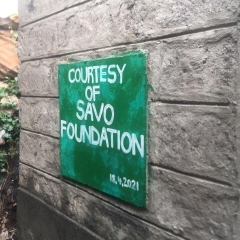 COURTESY
OF
SAVO
FOUNDATION
18.4.2021